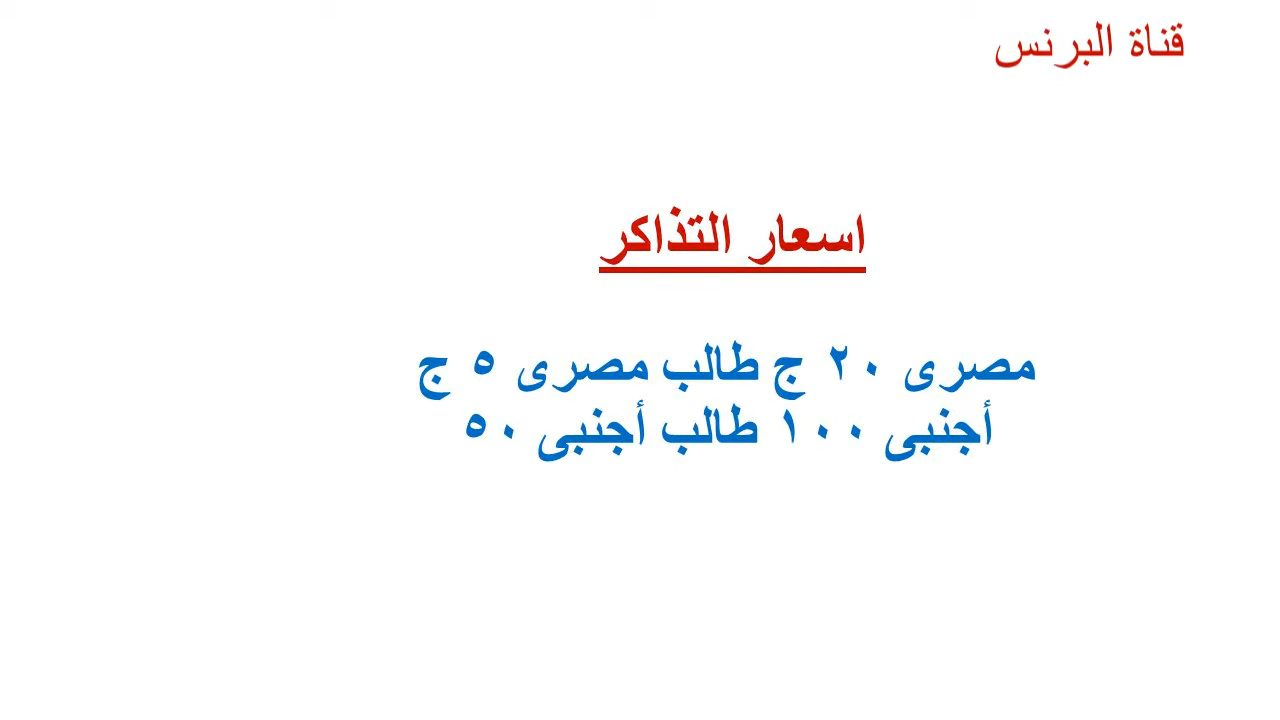 قناة البرنس
اسعار التذاكر
مصرى ٢٠ ج طالب مصرى ٥ ج
أجنبى ١٠٠ طالب أجنبى ٥٠